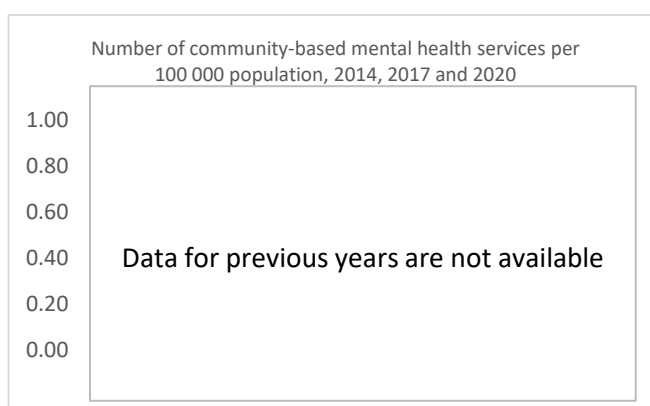 Number of community-based mental health services per
100 000 population, 2014, 2017 and 2020
1.00
0.80
0.60
0.40
Data for previous years are not available
0.20
0.00